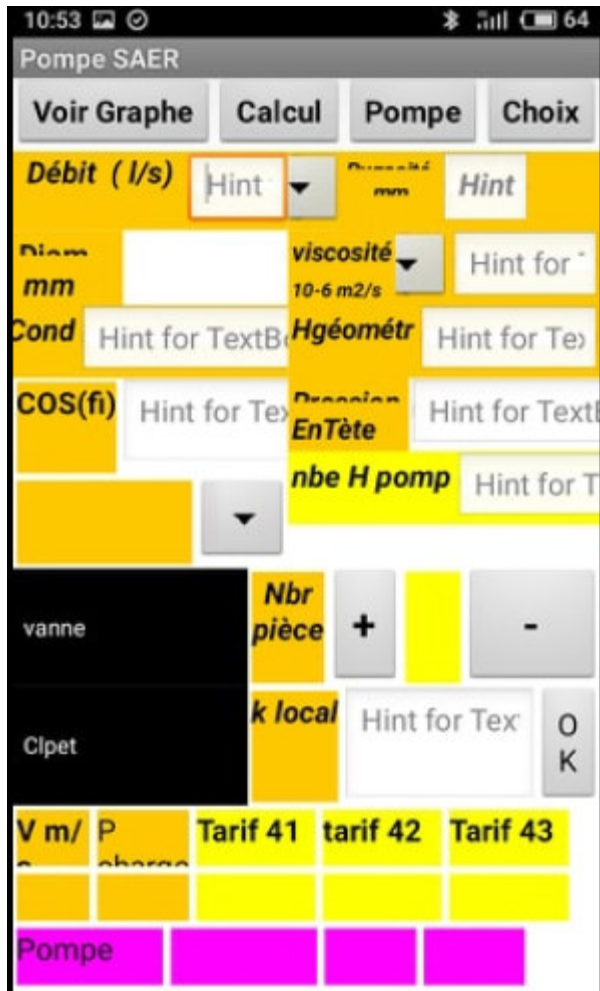 10:53 64
Pompe SAER
Voir Graphe Calcul Pompe Choix
Débit ( l/s) Hint mm Hint
viscosité Hint for
mm 10-6 m2/s
Cond Hint for TextB Hgéométr Hint for Te
COS(fi) Hint for Te Hint for Text
EnTète
nbe H pomp Hint for T
vanne Nbr pièce + -
Clpet k local Hint for Tex OK
V m/ P Tarif 41 tarif 42 Tarif 43
Pompe